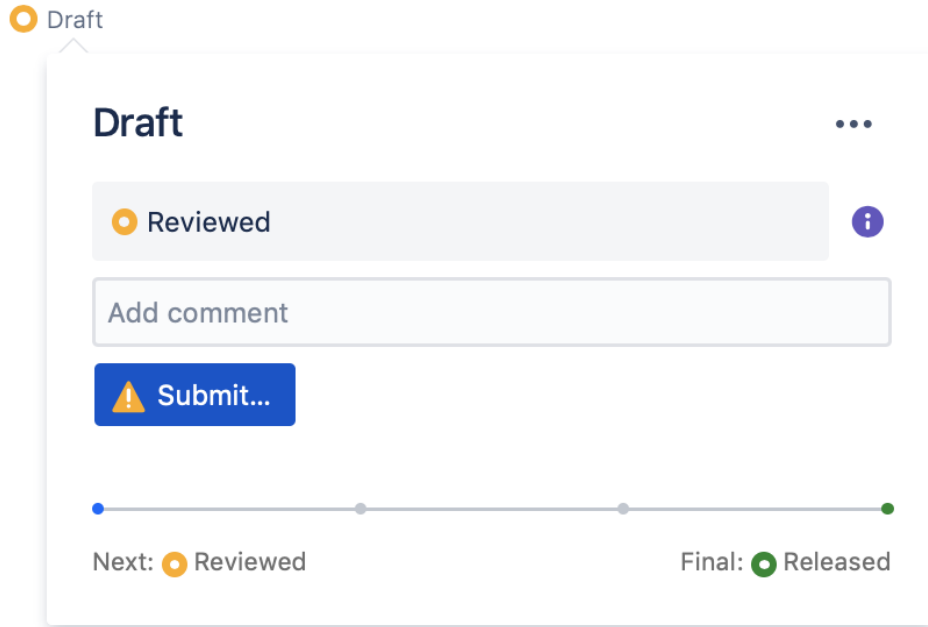 Draft
Draft
Reviewed
Add comment
Submit...
Next: Reviewed
Final: Released